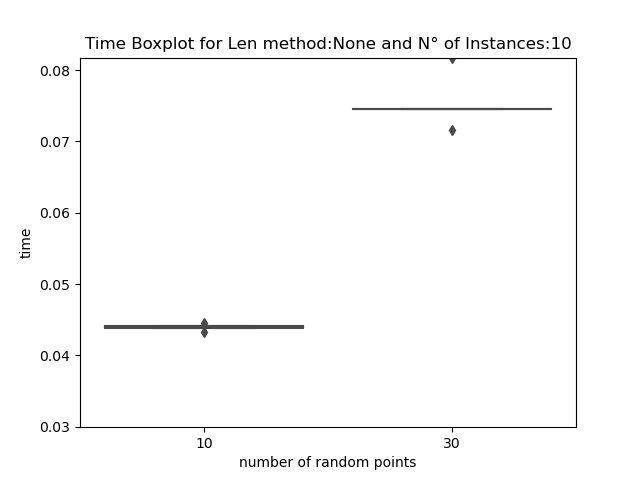 Time Boxplot for Len method:None and N° of Instances:10
0.08
0.07
0.06
0.05
0.04
0.03
time
10
30
number of random points